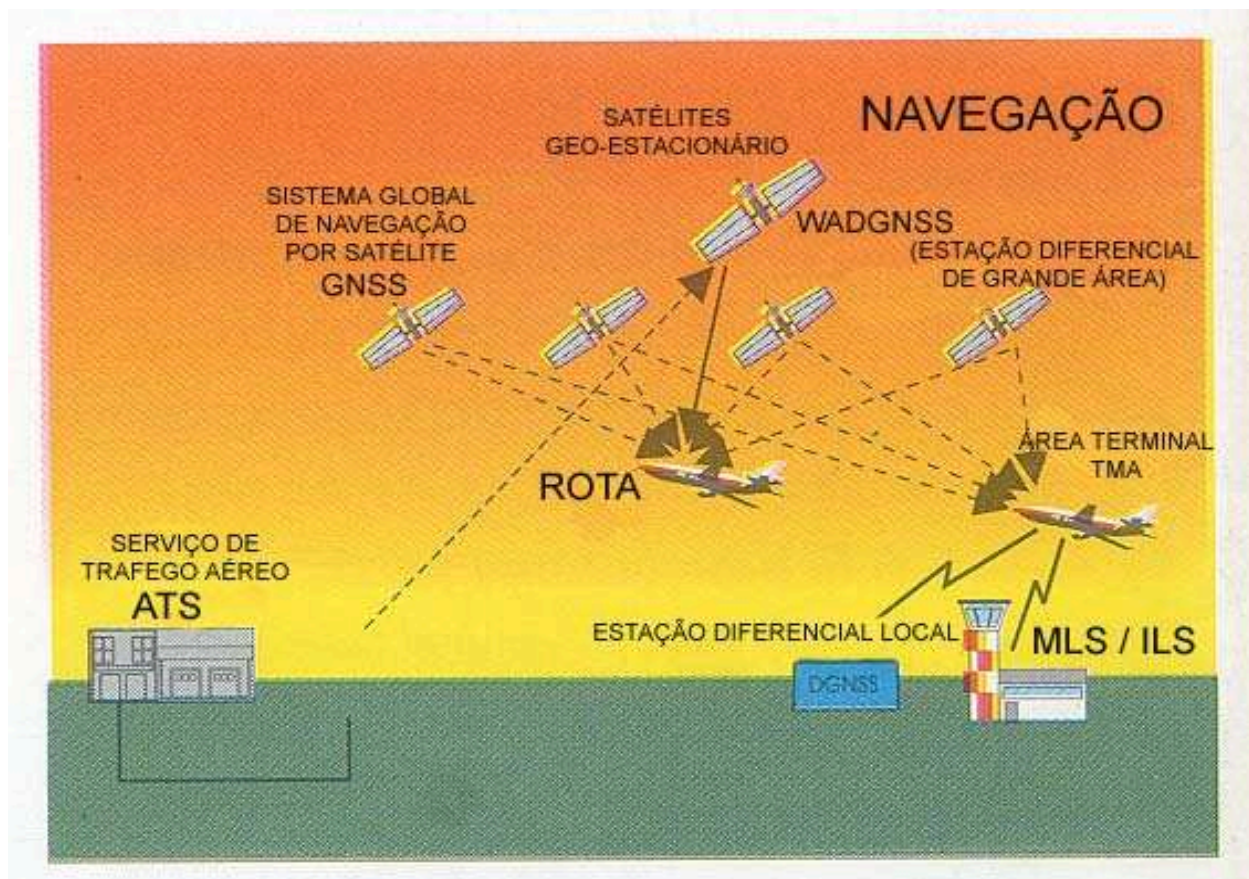 NAVEGAÇÃO
SATÉLITES
GEO-ESTACIONÁRIO
SISTEMA GLOBAL
DE NAVEGAÇÃO
POR SATÉLITE
GNSS
WADGNSS
(ESTAÇÃO DIFERENCIAL
DE GRANDE ÁREA)
ÁREA TERMINAL
TMA
ROTA
SERVIÇO DE
TRAFEGO AÉREO
ATS
ESTAÇÃO DIFERENCIAL LOCAL
MLS / ILS
DGNSS